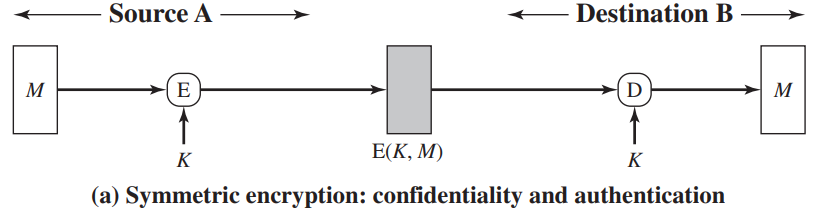 Source A Destination B
M E D M
K E(K, M) K
(a) Symmetric encryption: confidentiality and authentication